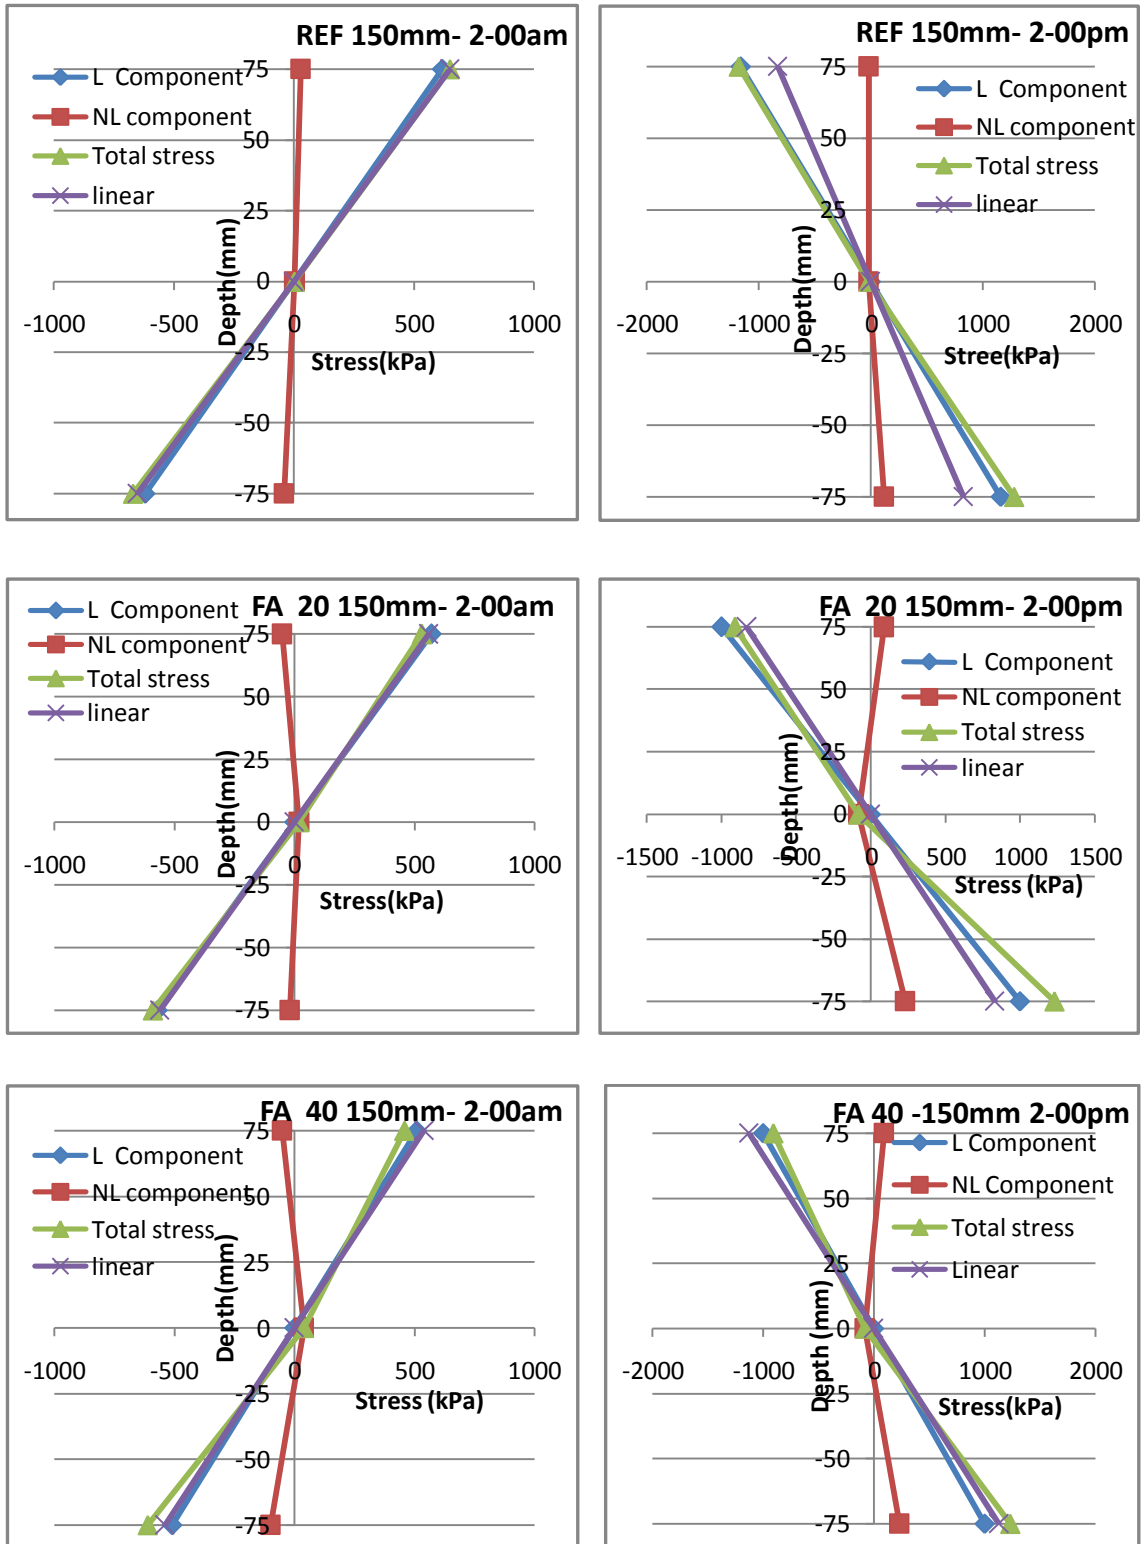 REF 150mm- 2-00am
L Component
NL component
Total stress
linear
75
50
25
0
-25
-50
-75
-1000 -500 0 500 1000
Depth(mm)
Stress(kPa)
REF 150mm- 2-00pm
L Component
NL component
Total stress
linear
75
50
25
0
-25
-50
-75
-2000 -1000 0 1000 2000
Depth(mm)
Stree(kPa)
FA 20 150mm- 2-00am
L Component
NL component
Total stress
linear
75
50
25
0
-25
-50
-75
-1000 -500 0 500 1000
Depth(mm)
Stress(kPa)
FA 20 150mm- 2-00pm
L Component
NL component
Total stress
linear
75
50
25
0
-25
-50
-75
-1500 -1000 -500 0 500 1000 1500
Depth(mm)
Stress (kPa)
FA 40 150mm- 2-00am
L Component
NL component
Total stress
linear
75
50
25
0
-25
-50
-75
-1000 -500 0 500 1000
Depth(mm)
Stress (kPa)
FA 40 -150mm 2-00pm
L Component
NL Component
Total stress
Linear
75
50
25
0
-25
-50
-75
-2000 -1000 0 1000 2000
Depth (mm)
Stress(kPa)